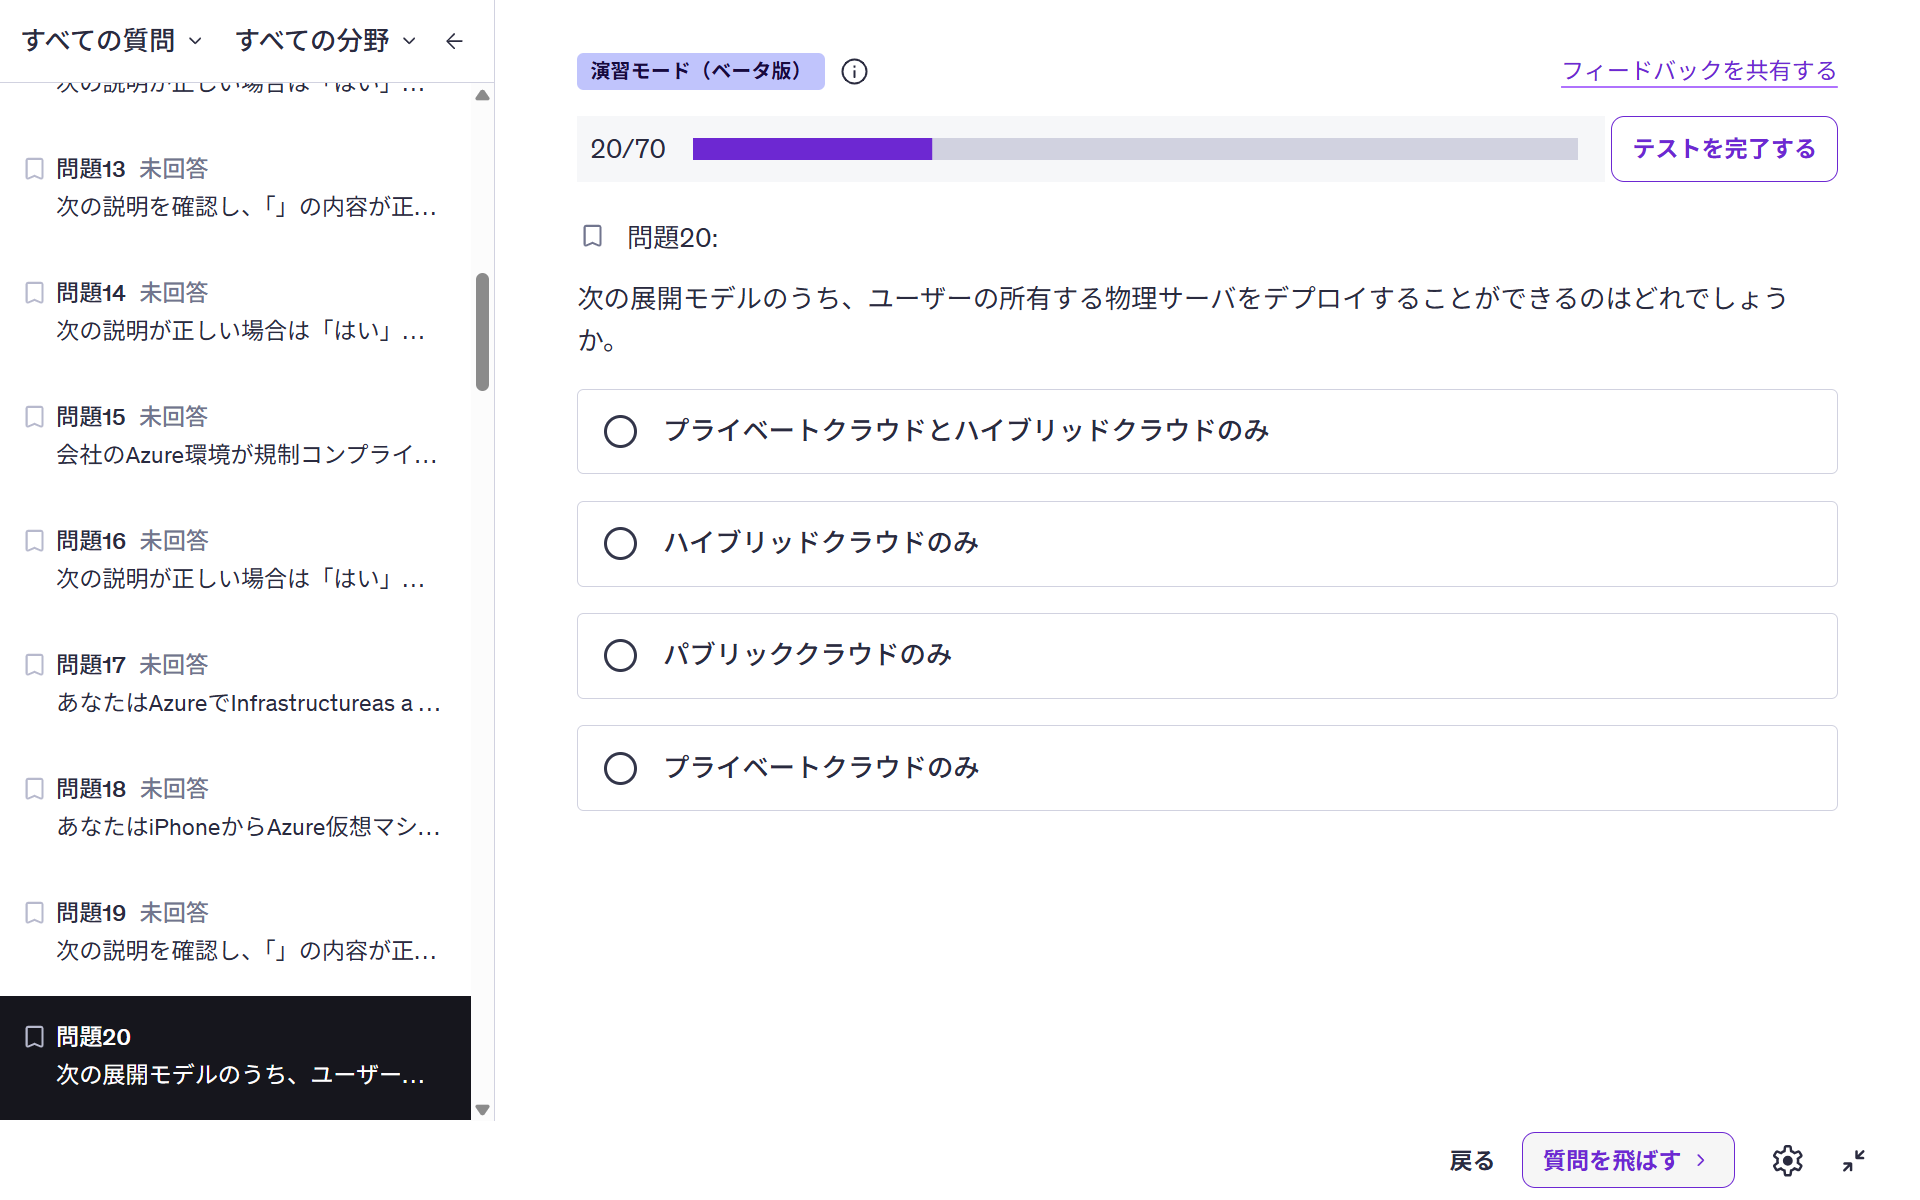 すべての質問
すべての分野
次の説明が正しい場合は「はい」...
問題13 未回答
次の説明を確認し、「」の内容が正...
問題14 未回答
次の説明が正しい場合は「はい」...
問題15 未回答
会社のAzure環境が規制コンプライ...
問題16 未回答
次の説明が正しい場合は「はい」...
問題17 未回答
あなたはAzureでInfrastructureas a ...
問題18 未回答
あなたはiPhoneからAzure仮想マシ...
問題19 未回答
次の説明を確認し、「」の内容が正...
問題20
次の展開モデルのうち、ユーザー...
演習モード（ベータ版）
フィードバックを共有する
20/70
テストを完了する
問題20:
次の展開モデルのうち、ユーザーの所有する物理サーバをデプロイすることができるのはどれでしょう
か。
プライベートクラウドとハイブリッドクラウドのみ
ハイブリッドクラウドのみ
パブリッククラウドのみ
プライベートクラウドのみ
戻る
質問を飛ばす